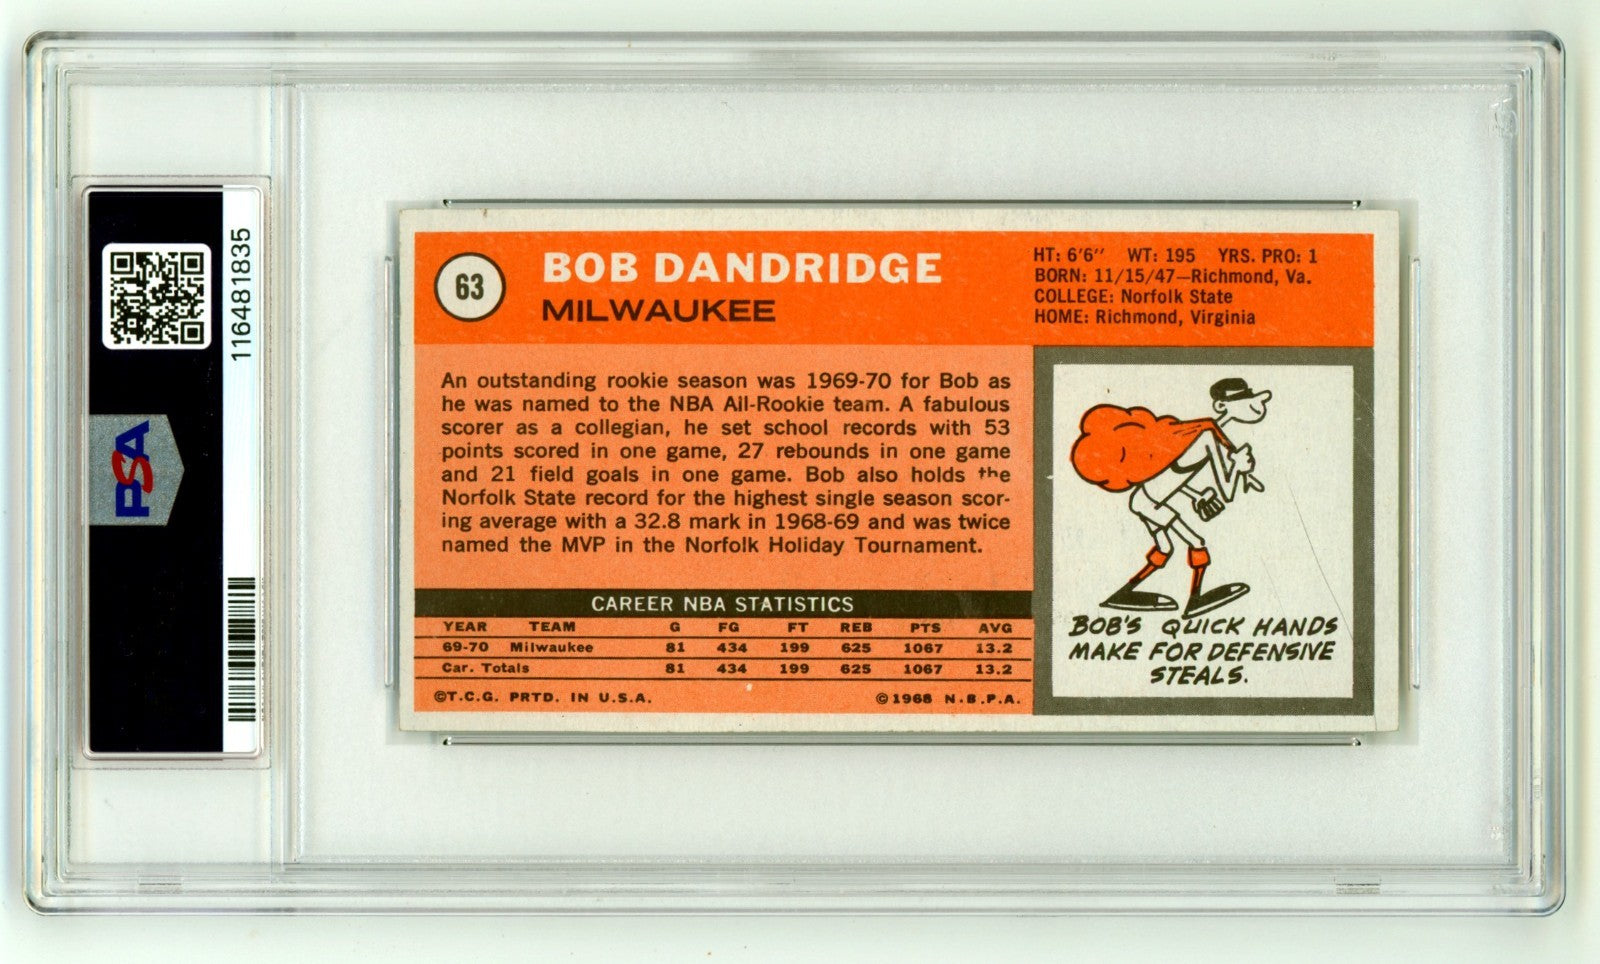 116481835
PSA
63
BOB DANDRIDGE
MILWAUKEE
HT: 6'6" WT: 195 YRS. PRO: 1
BORN: 11/15/47—Richmond, Va.
COLLEGE: Norfolk State
HOME: Richmond, Virginia
An outstanding rookie season was 1969-70 for Bob as
he was named to the NBA All-Rookie team. A fabulous
scorer as a collegian, he set school records with 53
points scored in one game, 27 rebounds in one game
and 21 field goals in one game. Bob also holds the
Norfolk State record for the highest single season scor-
ing average with a 32.8 mark in 1968-69 and was twice
named the MVP in the Norfolk Holiday Tournament.
CAREER NBA STATISTICS
YEAR TEAM G FG FT REB PTS AVG
69-70 Milwaukee 81 434 199 625 1067 13.2
Car. Totals 81 434 199 625 1067 13.2
©T.C.G. PRTD. IN U.S.A. ©1968 N.B.P.A.
BOB'S QUICK HANDS
MAKE FOR DEFENSIVE
STEALS.